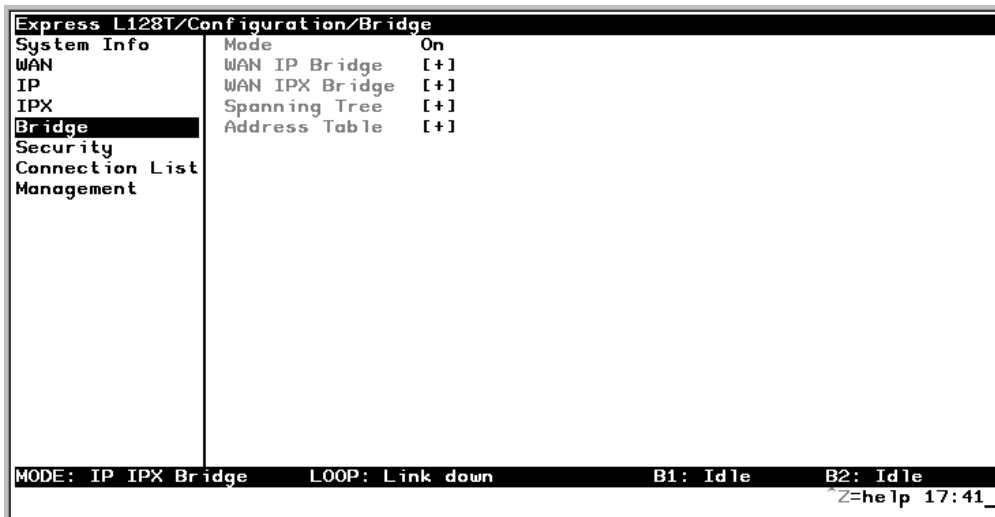 Express L128T/Configuration/Bridge
System Info
WAN
IP
IPX
Bridge
Security
Connection List
Management
Mode On
WAN IP Bridge [+]
WAN IPX Bridge [+]
Spanning Tree [+]
Address Table [+]
MODE: IP IPX Bridge LOOP: Link down B1: Idle B2: Idle
^Z=help 17:41_